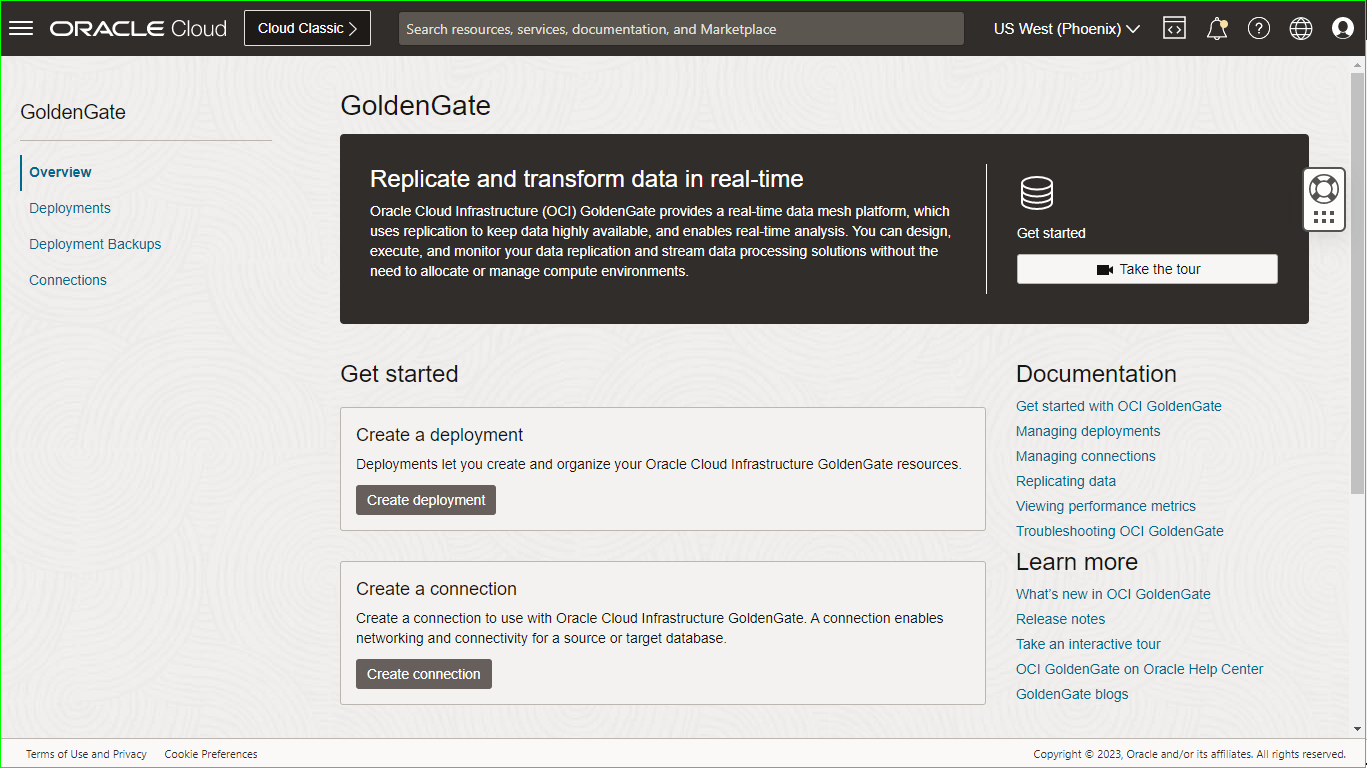 ORACLE Cloud
Cloud Classic
Search resources, services, documentation, and Marketplace
US West (Phoenix)
GoldenGate
Overview
Deployments
Deployment Backups
Connections
GoldenGate
Replicate and transform data in real-time
Oracle Cloud Infrastructure (OCI) GoldenGate provides a real-time data mesh platform, which
uses replication to keep data highly available, and enables real-time analysis. You can design,
execute, and monitor your data replication and stream data processing solutions without the
need to allocate or manage compute environments.
Get started
Take the tour
Get started
Create a deployment
Deployments let you create and organize your Oracle Cloud Infrastructure GoldenGate resources.
Create deployment
Create a connection
Create a connection to use with Oracle Cloud Infrastructure GoldenGate. A connection enables
networking and connectivity for a source or target database.
Create connection
Documentation
Get started with OCI GoldenGate
Managing deployments
Managing connections
Replicating data
Viewing performance metrics
Troubleshooting OCI GoldenGate
Learn more
What's new in OCI GoldenGate
Release notes
Take an interactive tour
OCI GoldenGate on Oracle Help Center
GoldenGate blogs
Terms of Use and Privacy
Cookie Preferences
Copyright © 2023, Oracle and/or its affiliates. All rights reserved.